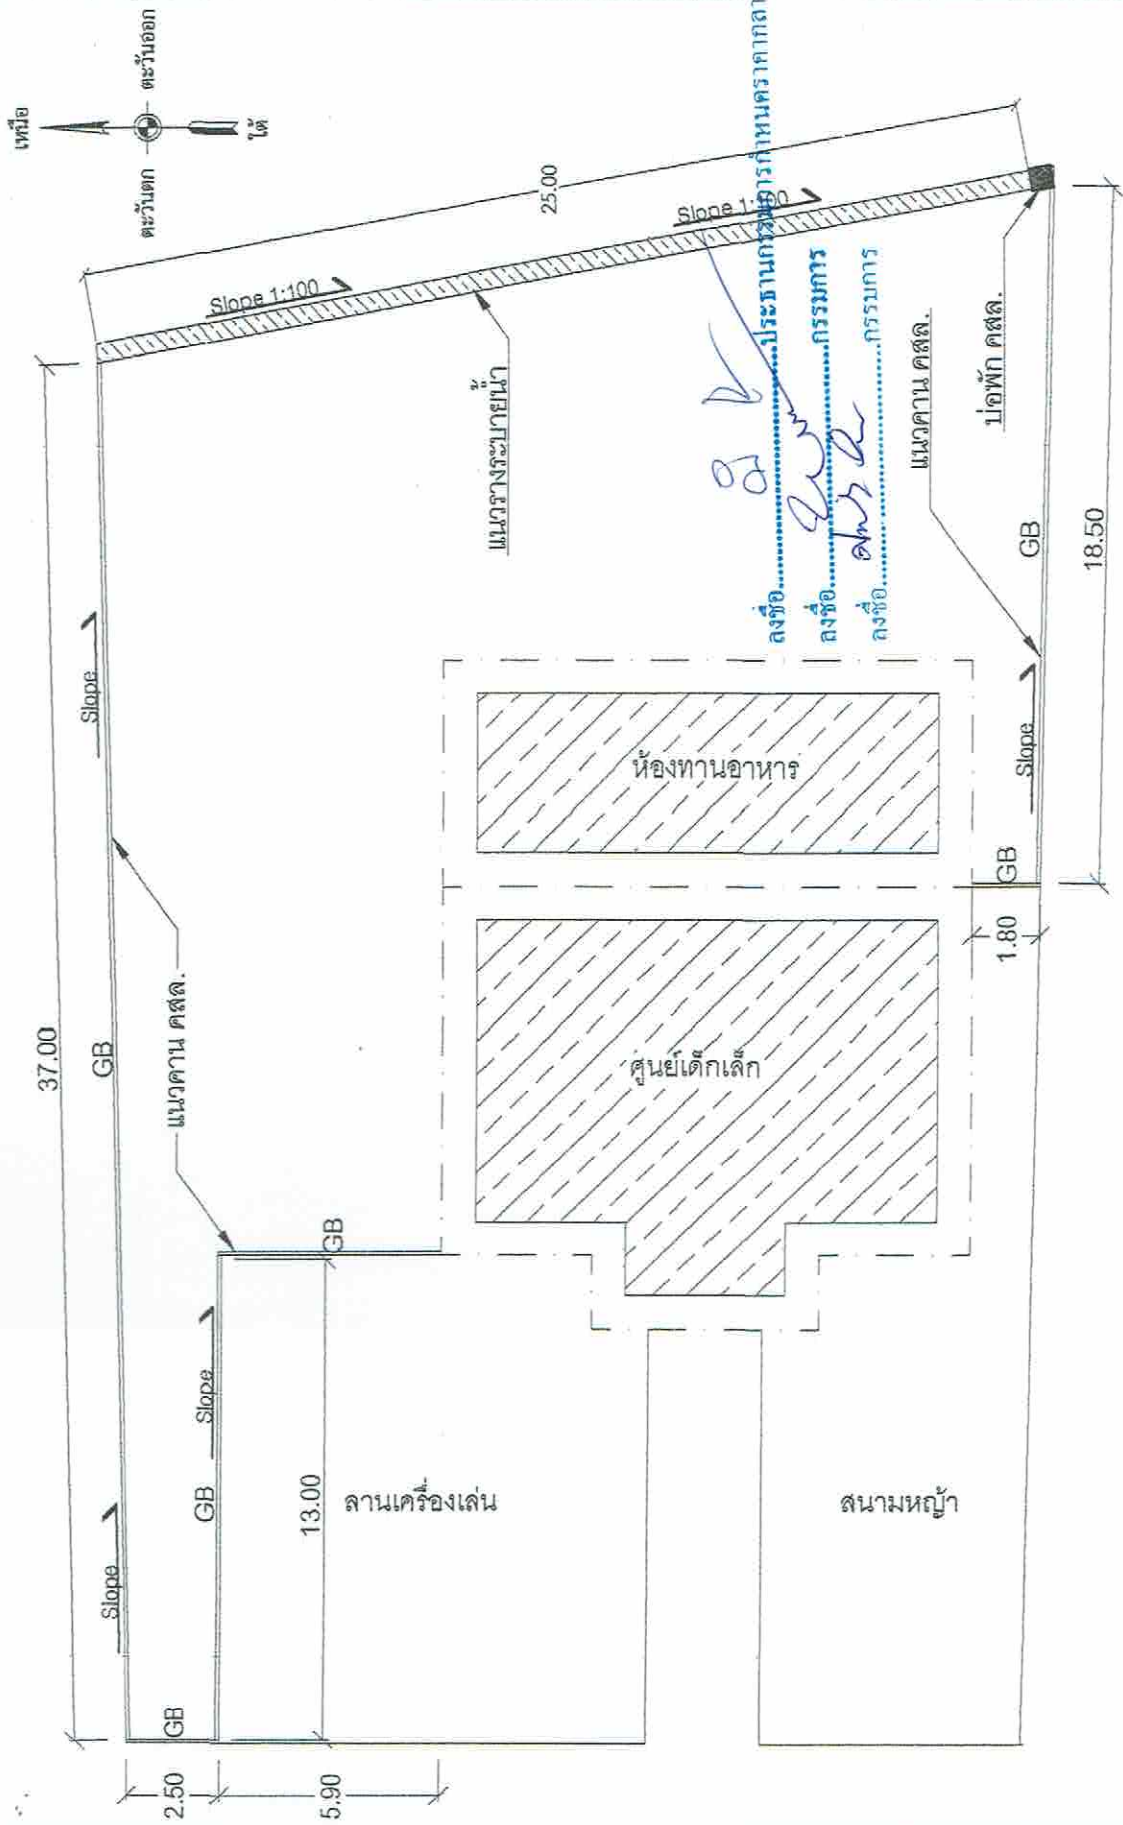 เหนือ
ตะวันตก
ตะวันออก
ใต้
37.00
GB
Slope
Slope
แนวคาน คสล.
2.50
GB
GB
Slope
5.90
13.00
GB
ลานเครื่องเล่น
สนามหญ้า
ศูนย์เด็กเล็ก
ห้องทานอาหาร
แนวรางระบายน้ำ
Slope 1:100
Slope 1:100
25.00
ลงชื่อ..........ประธานกรรมการกำหนดราคากลา
ลงชื่อ..........กรรมการ
ลงชื่อ..........กรรมการ
แนวคาน คสล.
บ่อพัก คสล.
GB
Slope
GB
1.80
18.50